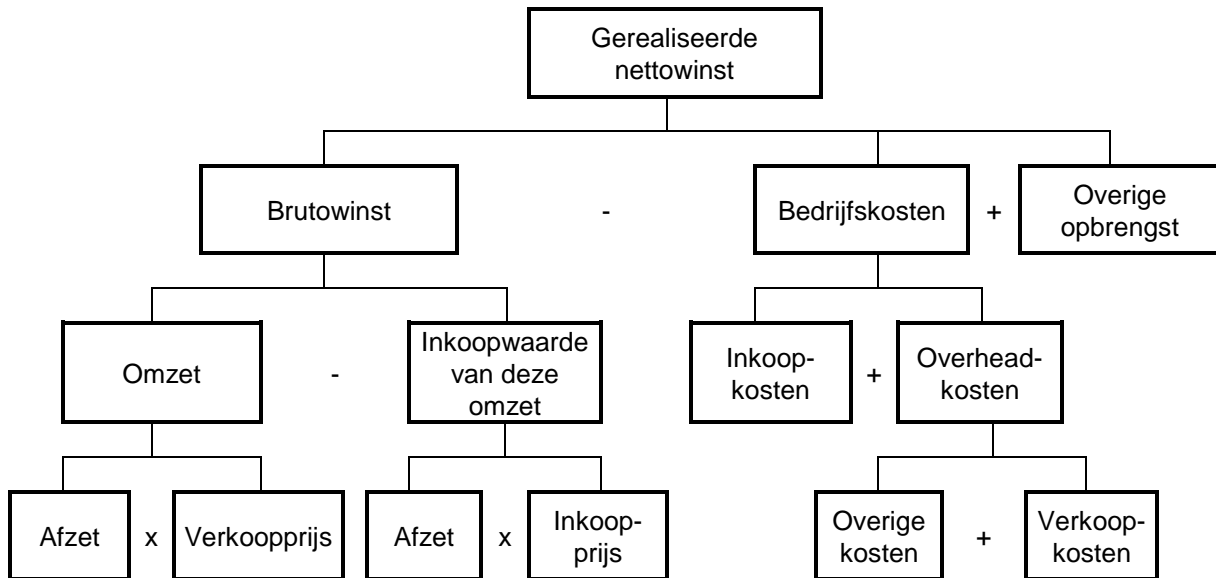 Gerealiseerde
nettowinst
Brutowinst
-
Bedrijfskosten
+
Overige
opbrengst
Omzet
-
Inkoopwaarde
van deze
omzet
Inkoop-
kosten
+
Overhead-
kosten
Afzet
x
Verkoopprijs
Afzet
x
Inkoop-
prijs
Overige
kosten
+
Verkoop-
kosten